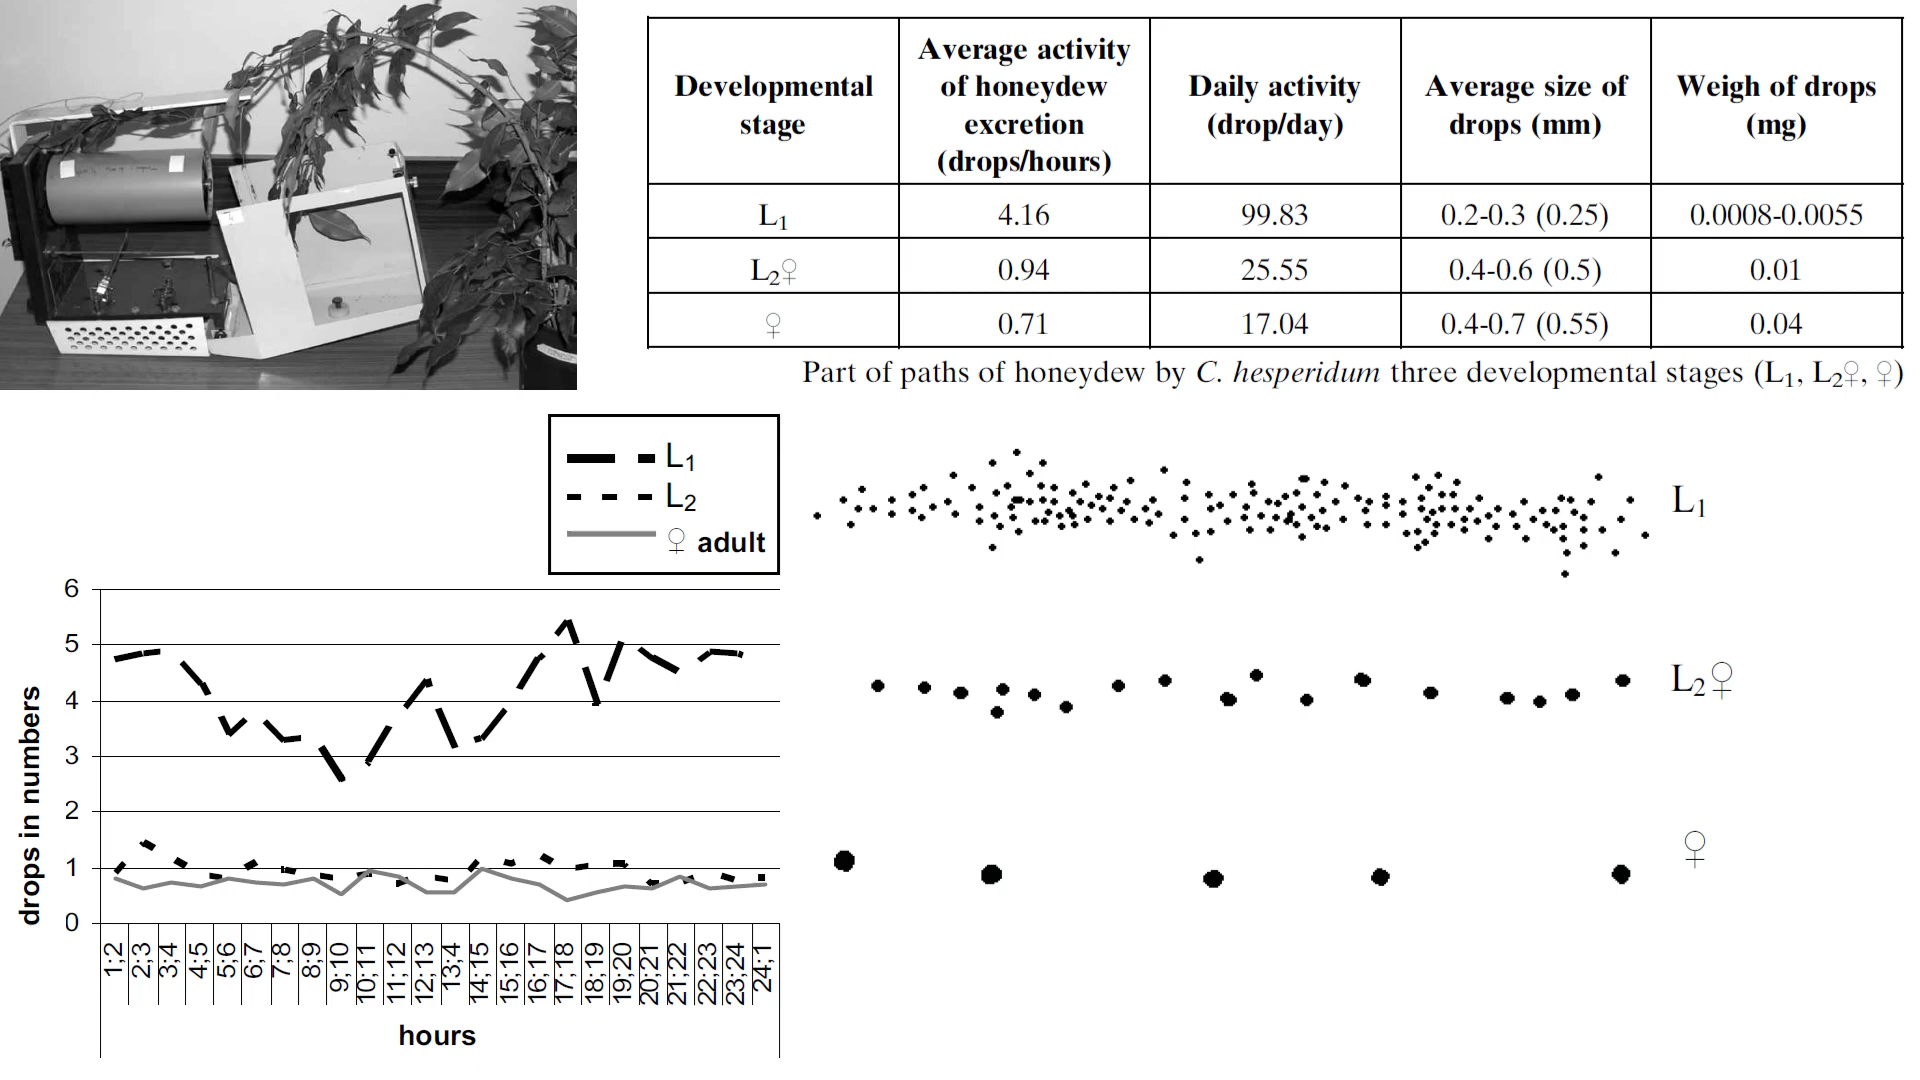 Developmental stage
Average activity of honeydew excretion (drops/hours)
Daily activity (drop/day)
Average size of drops (mm)
Weigh of drops (mg)
L₁ 4.16 99.83 0.2-0.3 (0.25) 0.0008-0.0055
L₂♀ 0.94 25.55 0.4-0.6 (0.5) 0.01
♀ 0.71 17.04 0.4-0.7 (0.55) 0.04
Part of paths of honeydew by C. hesperidum three developmental stages (L₁, L₂♀, ♀)
L₁
L₂
♀ adult
6
5
4
3
2
1
0
drops in numbers
1;2
2;3
3;4
4;5
5;6
6;7
7;8
8;9
9;10
10;11
11;12
12;13
13;4
14;15
15;16
16;17
17;18
18;19
19;20
20;21
21;22
22;23
23;24
24;1
hours
L₁
L₂♀
♀